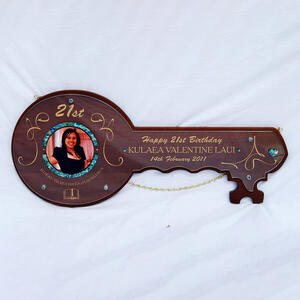 21st
Happy 21st Birthday
KULAEA VALENTINE LAUI
14th February 2011